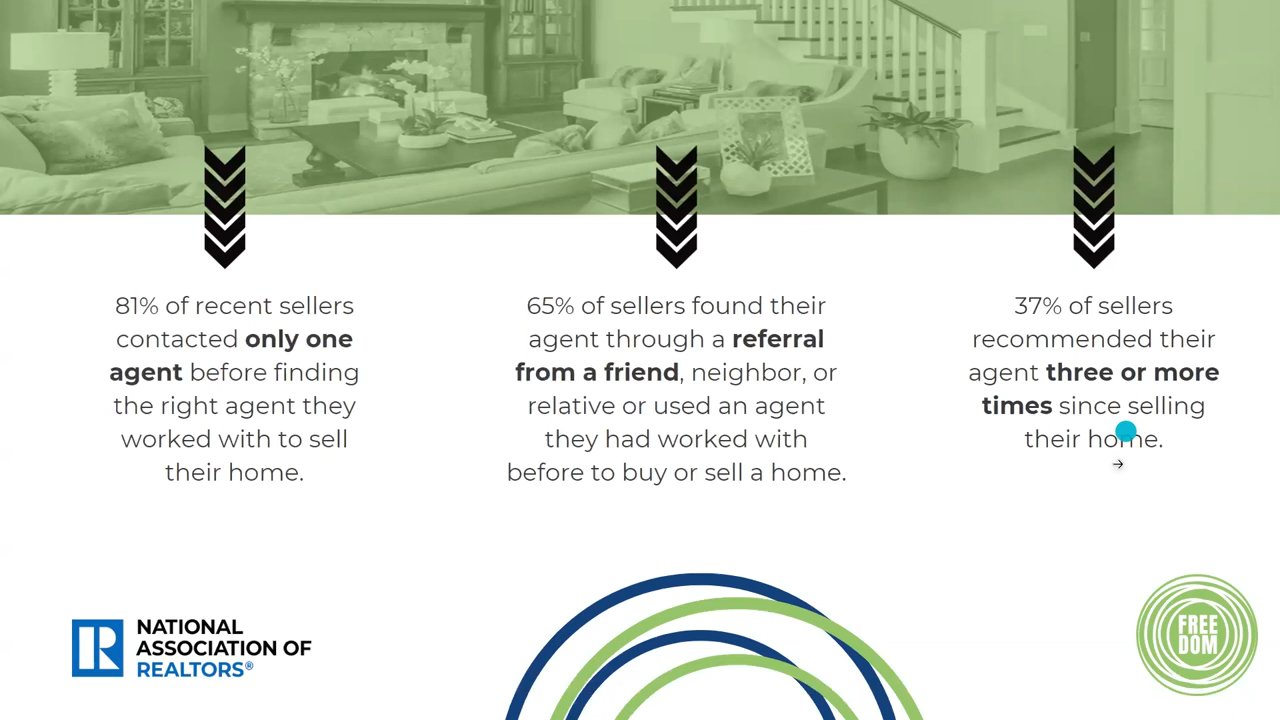 81% of recent sellers
contacted only one
agent before finding
the right agent they
worked with to sell
their home.
65% of sellers found their
agent through a referral
from a friend, neighbor, or
relative or used an agent
they had worked with
before to buy or sell a home.
37% of sellers
recommended their
agent three or more
times since selling
their home.
NATIONAL
ASSOCIATION OF
REALTORS®
FREE
DOM